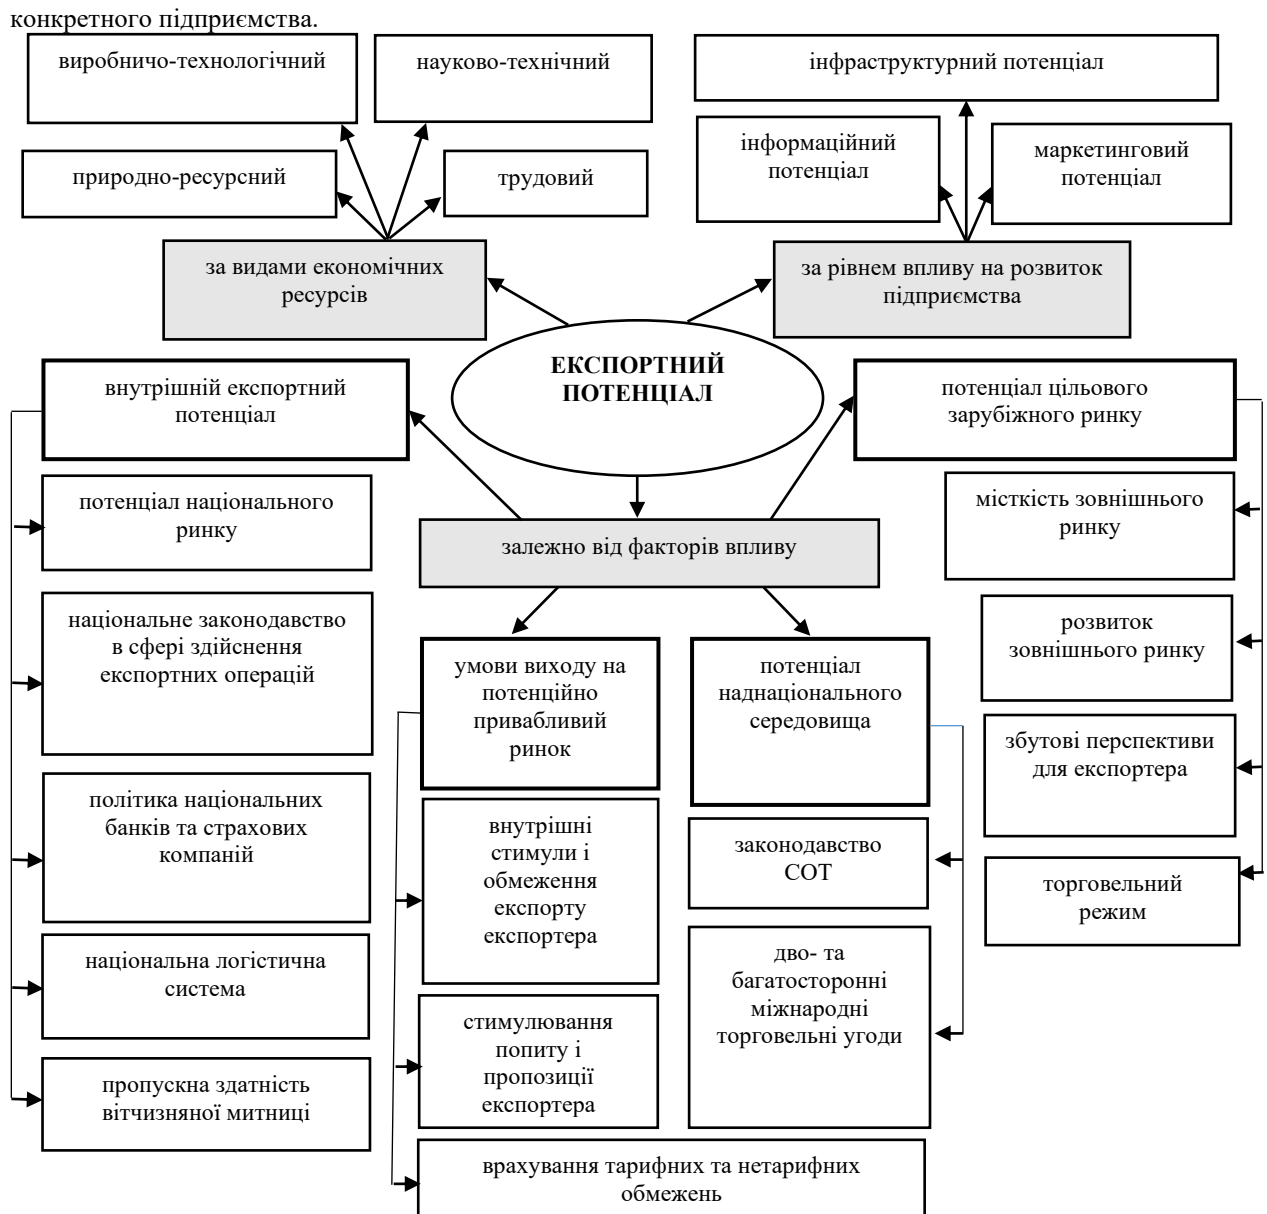 конкретного підприємства.
виробничо-технологічний
науково-технічний
інфраструктурний потенціал
природно-ресурсний
трудовий
інформаційний
потенціал
маркетинговий
потенціал
за видами економічних
ресурсів
за рівнем впливу на розвиток
підприємства
ЕКСПОРТНИЙ
ПОТЕНЦІАЛ
внутрішній експортний
потенціал
потенціал цільового
зарубіжного ринку
потенціал національного
ринку
залежно від факторів впливу
місткість зовнішнього
ринку
національне законодавство
в сфері здійснення
експортних операцій
умови виходу на
потенційно
привабливий
ринок
потенціал
наднаціонального
середовища
розвиток
зовнішнього ринку
збутові перспективи
для експортера
політика національних
банків та страхових
компаній
внутрішні
стимули і
обмеження
експорту
експортера
законодавство
СОТ
торговельний
режим
національна логістична
система
дво- та
багатосторонні
міжнародні
торговельні угоди
стимулювання
попиту і
пропозиції
експортера
пропускна здатність
вітчизняної митниці
врахування тарифних та нетарифних
обмежень